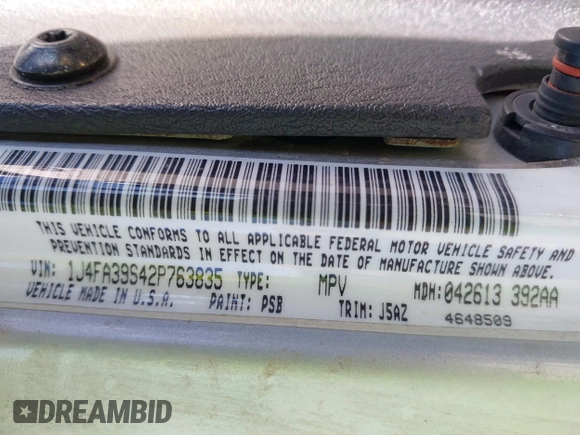 THIS VEHICLE CONFORMS TO ALL APPLICABLE FEDERAL MOTOR VEHICLE SAFETY AND
PREVENTION STANDARDS IN EFFECT ON THE DATE OF MANUFACTURE SHOWN ABOVE.
VIN: 1J4FA39S42P763835 TYPE: MPV MDH: 042613 392AA
VEHICLE MADE IN U.S.A. PAINT: PSB TRIM: J5AZ 4648509
DREAMBID